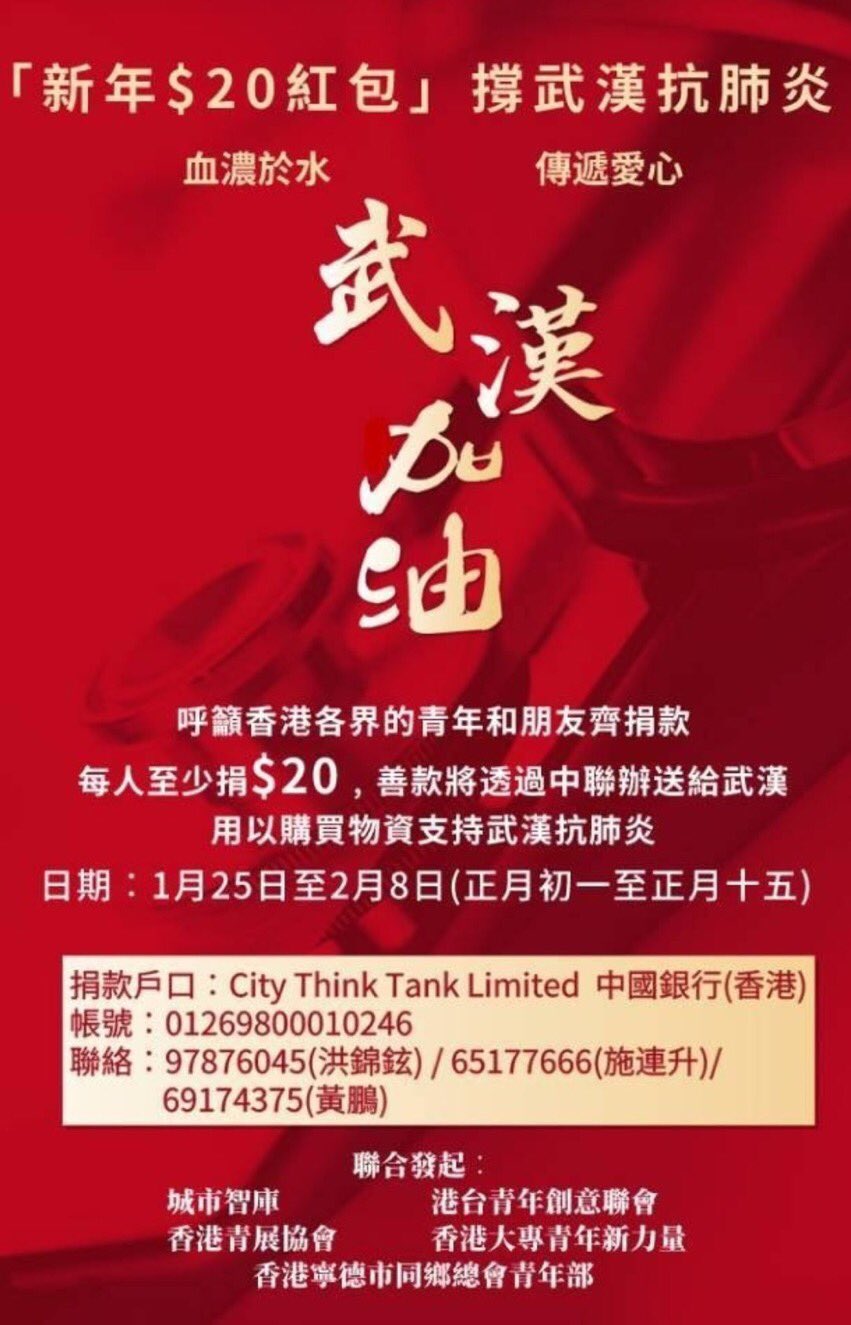 「新年$20紅包」撐武漢抗肺炎
血濃於水 傳遞愛心
武漢加油
呼籲香港各界的青年和朋友齊捐款
每人至少捐$20，善款將透過中聯辦送給武漢
用以購買物資支持武漢抗肺炎
日期：1月25日至2月8日(正月初一至正月十五)
捐款戶口：City Think Tank Limited 中國銀行(香港)
帳號：01269800010246
聯絡：97876045(洪錦鉉) / 65177666(施連升)/
69174375(黃鵬)
聯合發起：
城市智庫 港台青年創意聯會
香港青展協會 香港大專青年新力量
香港寧德市同鄉總會青年部